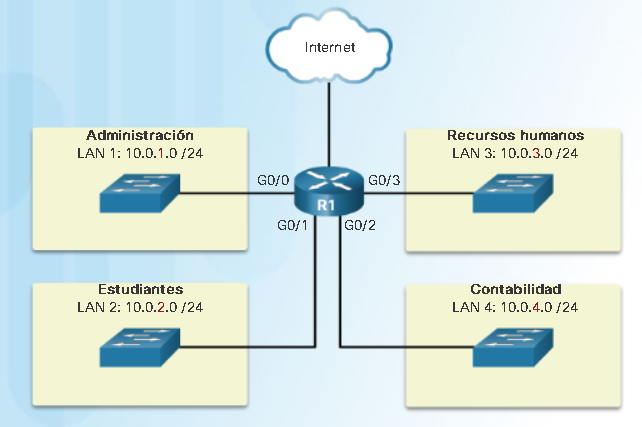 Internet
Administración
LAN 1: 10.0.1.0 /24
Recursos humanos
LAN 3: 10.0.3.0 /24
G0/0
G0/3
R1
G0/1
G0/2
Estudiantes
LAN 2: 10.0.2.0 /24
Contabilidad
LAN 4: 10.0.4.0 /24